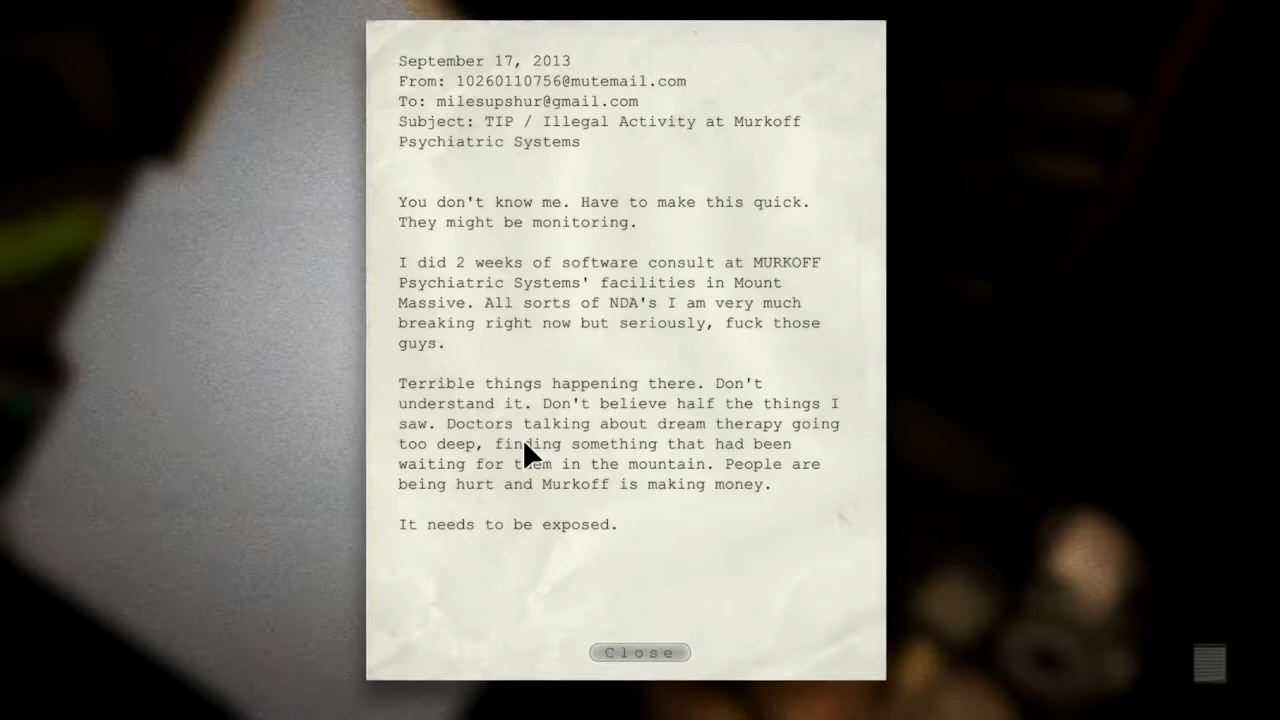 September 17, 2013
From: 10260110756@mutemail.com
To: milesupshur@gmail.com
Subject: TIP / Illegal Activity at Murkoff
Psychiatric Systems
You don't know me. Have to make this quick.
They might be monitoring.
I did 2 weeks of software consult at MURKOFF
Psychiatric Systems' facilities in Mount
Massive. All sorts of NDA's I am very much
breaking right now but seriously, fuck those
guys.
Terrible things happening there. Don't
understand it. Don't believe half the things I
saw. Doctors talking about dream therapy going
too deep, finding something that had been
waiting for them in the mountain. People are
being hurt and Murkoff is making money.
It needs to be exposed.
Close